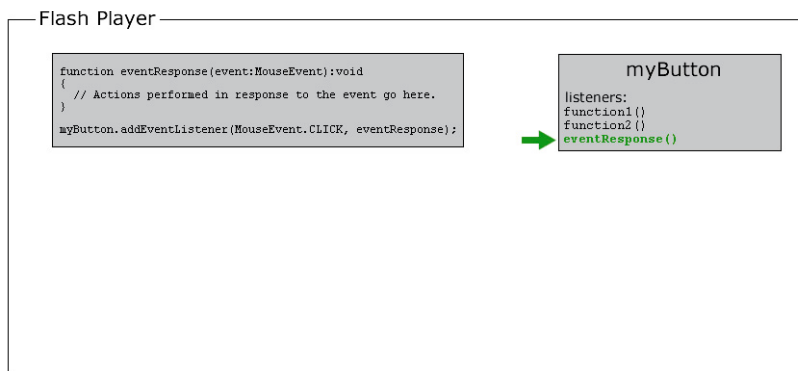 Flash Player
function eventResponse(event:MouseEvent):void
{
  // Actions performed in response to the event go here.
}
myButton.addEventListener(MouseEvent.CLICK, eventResponse);
myButton
listeners:
function1()
function2()
eventResponse()